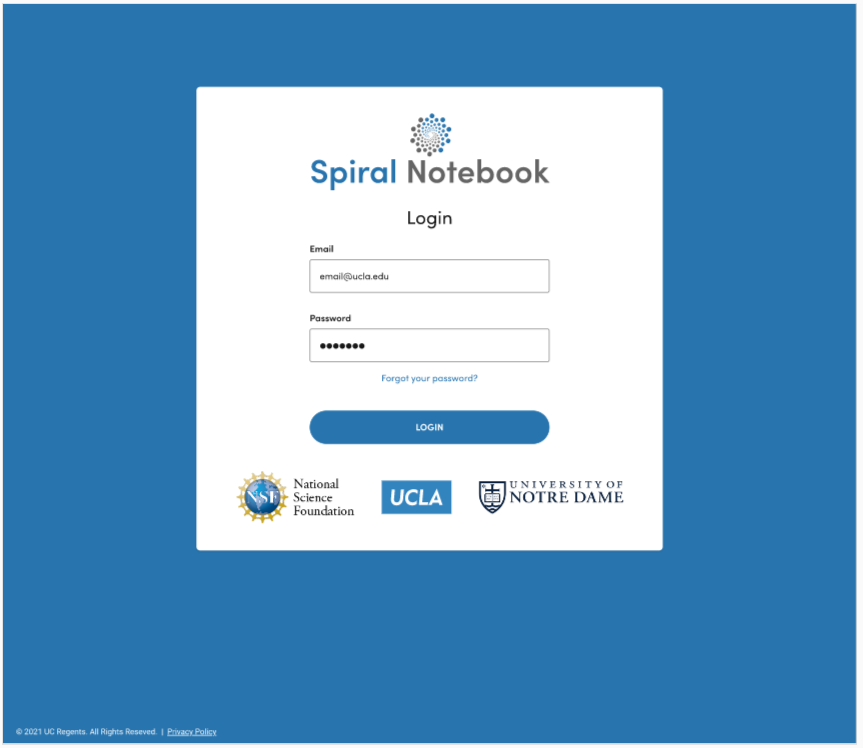 Spiral Notebook
Login
Email
email@ucla.edu
Password
●●●●●●●
Forgot your password?
LOGIN
NSF
National
Science
Foundation
UCLA
UNIVERSITY OF
NOTRE DAME
© 2021 UC Regents. All Rights Reseved. | Privacy Policy